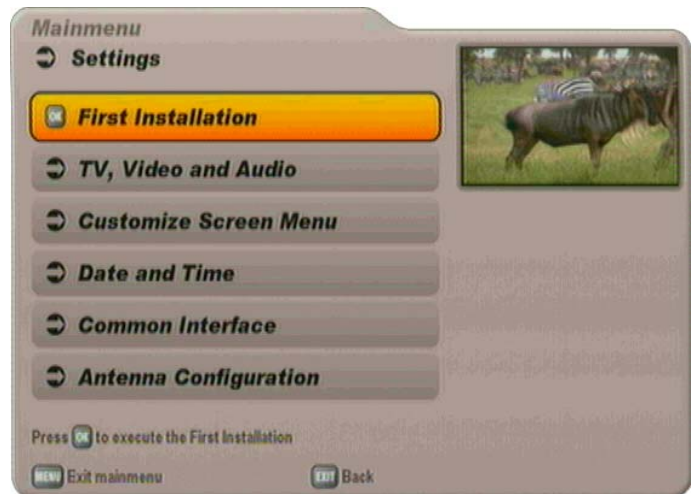 Mainmenu
Settings
OK First Installation
TV, Video and Audio
Customize Screen Menu
Date and Time
Common Interface
Antenna Configuration
Press OK to execute the First Installation
MENU Exit mainmenu
EXIT Back